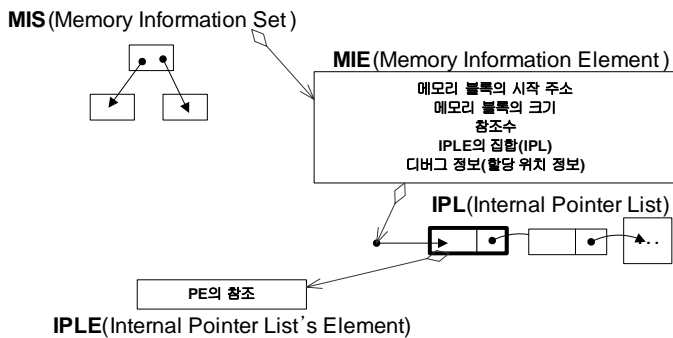 MIS(Memory Information Set)
MIE(Memory Information Element)
메모리 블록의 시작 주소
메모리 블록의 크기
참조수
IPLE의 집합(IPL)
디버그 정보(할당 위치 정보)
IPL(Internal Pointer List)
...
PE의 참조
IPLE(Internal Pointer List's Element)